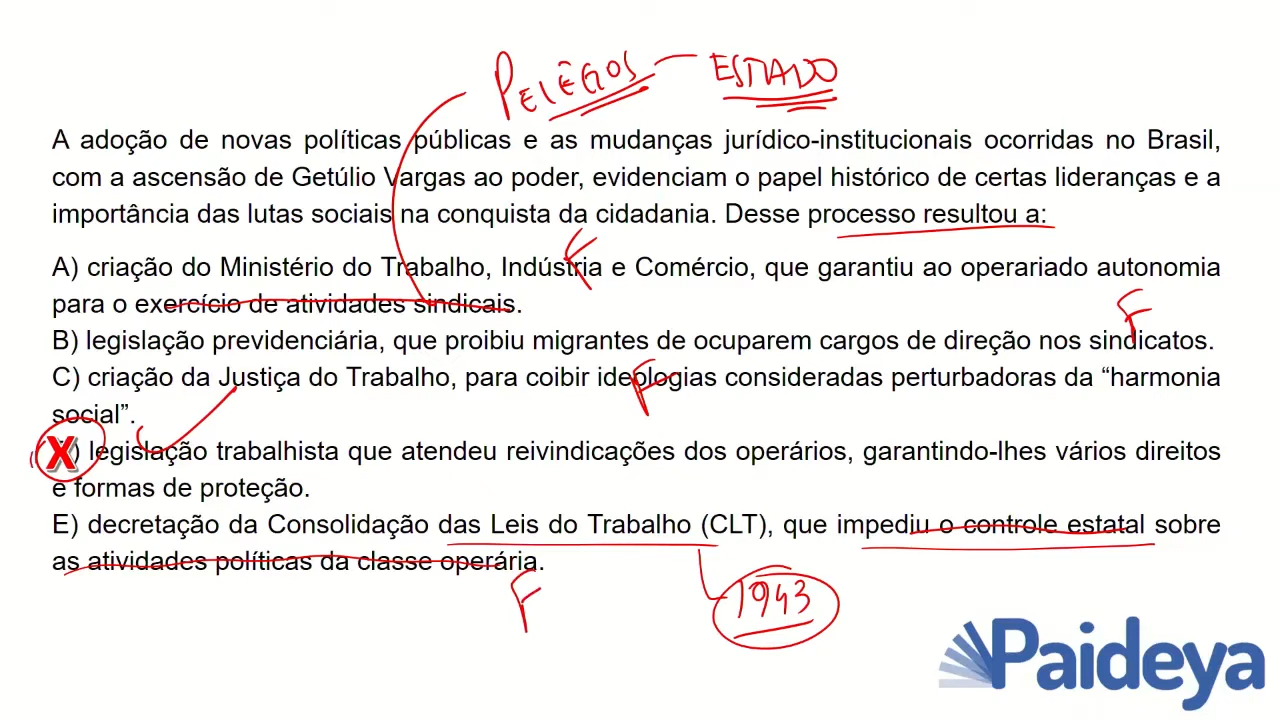 PELEGOS — ESTADO
A adoção de novas políticas públicas e as mudanças jurídico-institucionais ocorridas no Brasil,
com a ascensão de Getúlio Vargas ao poder, evidenciam o papel histórico de certas lideranças e a
importância das lutas sociais na conquista da cidadania. Desse processo resultou a:
F
A) criação do Ministério do Trabalho, Indústria e Comércio, que garantiu ao operariado autonomia
para o exercício de atividades sindicais.
F
B) legislação previdenciária, que proibiu migrantes de ocuparem cargos de direção nos sindicatos.
C) criação da Justiça do Trabalho, para coibir ideologias consideradas perturbadoras da “harmonia
F
social”.
X) legislação trabalhista que atendeu reivindicações dos operários, garantindo-lhes vários direitos
e formas de proteção.
E) decretação da Consolidação das Leis do Trabalho (CLT), que impediu o controle estatal sobre
as atividades políticas da classe operária.
F
1943
Paideya